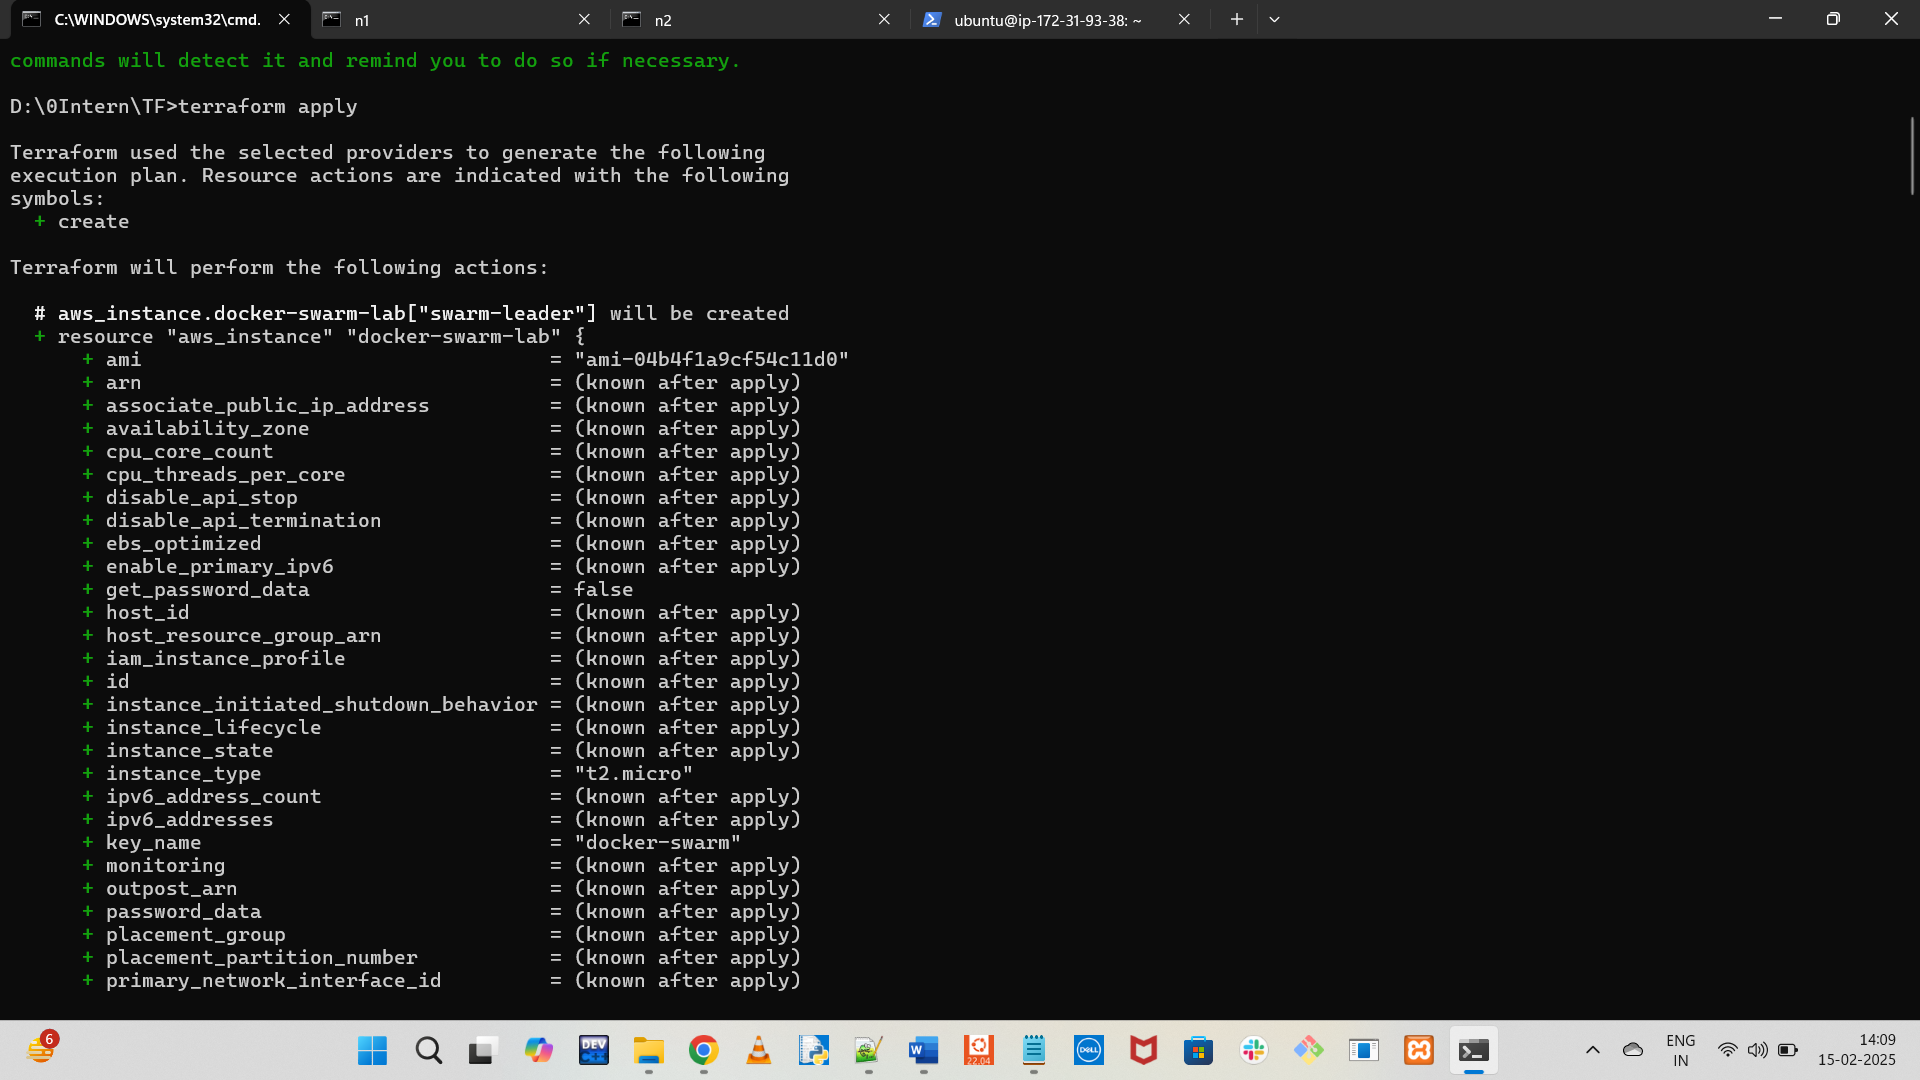 C:\WINDOWS\system32\cmd.
n1
n2
ubuntu@ip-172-31-93-38: ~
commands will detect it and remind you to do so if necessary.
D:\0Intern\TF>terraform apply
Terraform used the selected providers to generate the following
execution plan. Resource actions are indicated with the following
symbols:
+ create
Terraform will perform the following actions:
# aws_instance.docker-swarm-lab["swarm-leader"] will be created
+ resource "aws_instance" "docker-swarm-lab" {
+ ami = "ami-04b4f1a9cf54c11d0"
+ arn = (known after apply)
+ associate_public_ip_address = (known after apply)
+ availability_zone = (known after apply)
+ cpu_core_count = (known after apply)
+ cpu_threads_per_core = (known after apply)
+ disable_api_stop = (known after apply)
+ disable_api_termination = (known after apply)
+ ebs_optimized = (known after apply)
+ enable_primary_ipv6 = (known after apply)
+ get_password_data = false
+ host_id = (known after apply)
+ host_resource_group_arn = (known after apply)
+ iam_instance_profile = (known after apply)
+ id = (known after apply)
+ instance_initiated_shutdown_behavior = (known after apply)
+ instance_lifecycle = (known after apply)
+ instance_state = (known after apply)
+ instance_type = "t2.micro"
+ ipv6_address_count = (known after apply)
+ ipv6_addresses = (known after apply)
+ key_name = "docker-swarm"
+ monitoring = (known after apply)
+ outpost_arn = (known after apply)
+ password_data = (known after apply)
+ placement_group = (known after apply)
+ placement_partition_number = (known after apply)
+ primary_network_interface_id = (known after apply)
6
DEV
C++
W
22.04
DELL
ENG
IN
14:09
15-02-2025